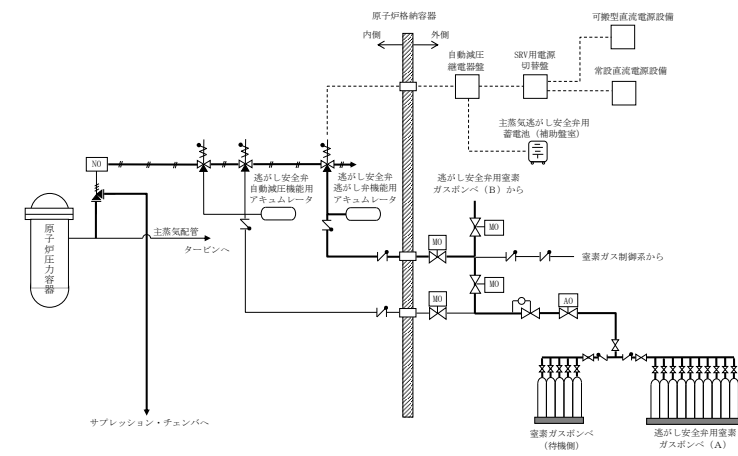 原子炉格納容器
内側
外側
可搬型直流電源設備
自動減圧
継電器盤
SRV用電源
切替盤
常設直流電源設備
主蒸気逃がし安全弁用
蓄電池（補助盤室）
NO
逃がし安全弁
自動減圧機能用
アキュムレータ
逃がし安全弁
逃がし弁機能用
アキュムレータ
逃がし安全弁用窒素
ガスボンベ（B）から
MO
MO
原子炉圧力容器
主蒸気配管
タービンへ
窒素ガス制御系から
MO
MO
AO
サプレッション・チェンバへ
窒素ガスボンベ
（待機側）
逃がし安全弁用窒素
ガスボンベ（A）